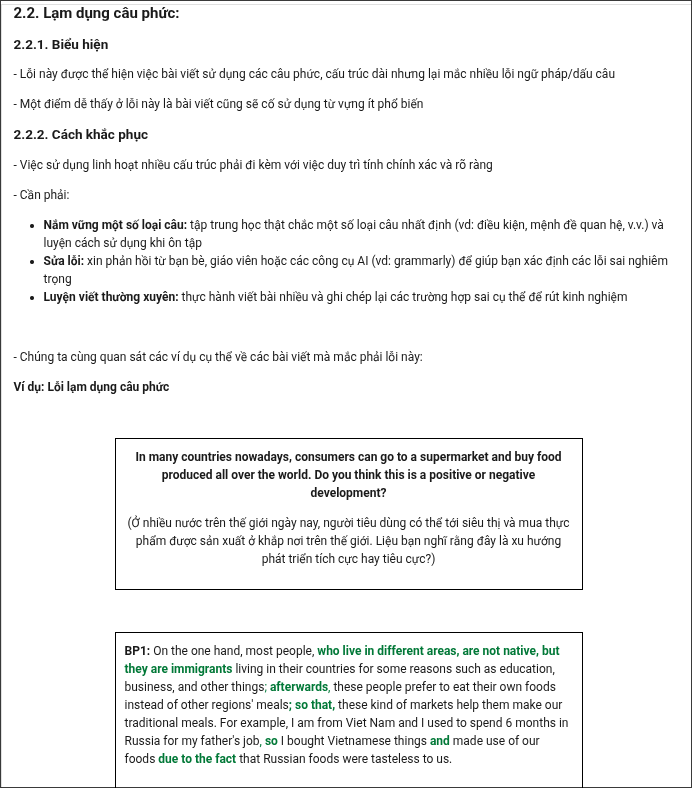 2.2. Lạm dụng câu phức:
2.2.1. Biểu hiện
- Lỗi này được thể hiện việc bài viết sử dụng các câu phức, cấu trúc dài nhưng lại mắc nhiều lỗi ngữ pháp/dấu câu
- Một điểm dễ thấy ở lỗi này là bài viết cũng sẽ cố sử dụng từ vựng ít phổ biến
2.2.2. Cách khắc phục
- Việc sử dụng linh hoạt nhiều cấu trúc phải đi kèm với việc duy trì tính chính xác và rõ ràng
- Cần phải:
• Nắm vững một số loại câu: tập trung học thật chắc một số loại câu nhất định (vd: điều kiện, mệnh đề quan hệ, v.v.) và
luyện cách sử dụng khi ôn tập
• Sửa lỗi: xin phản hồi từ bạn bè, giáo viên hoặc các công cụ AI (vd: grammarly) để giúp bạn xác định các lỗi sai nghiêm
trọng
• Luyện viết thường xuyên: thực hành viết bài nhiều và ghi chép lại các trường hợp sai cụ thể để rút kinh nghiệm
- Chúng ta cùng quan sát các ví dụ cụ thể về các bài viết mà mắc phải lỗi này:
Ví dụ: Lỗi lạm dụng câu phức
In many countries nowadays, consumers can go to a supermarket and buy food
produced all over the world. Do you think this is a positive or negative
development?
(Ở nhiều nước trên thế giới ngày nay, người tiêu dùng có thể tới siêu thị và mua thực
phẩm được sản xuất ở khắp nơi trên thế giới. Liệu bạn nghĩ rằng đây là xu hướng
phát triển tích cực hay tiêu cực?)
BP1: On the one hand, most people, who live in different areas, are not native, but
they are immigrants living in their countries for some reasons such as education,
business, and other things; afterwards, these people prefer to eat their own foods
instead of other regions' meals; so that, these kind of markets help them make our
traditional meals. For example, I am from Viet Nam and I used to spend 6 months in
Russia for my father's job, so I bought Vietnamese things and made use of our
foods due to the fact that Russian foods were tasteless to us.